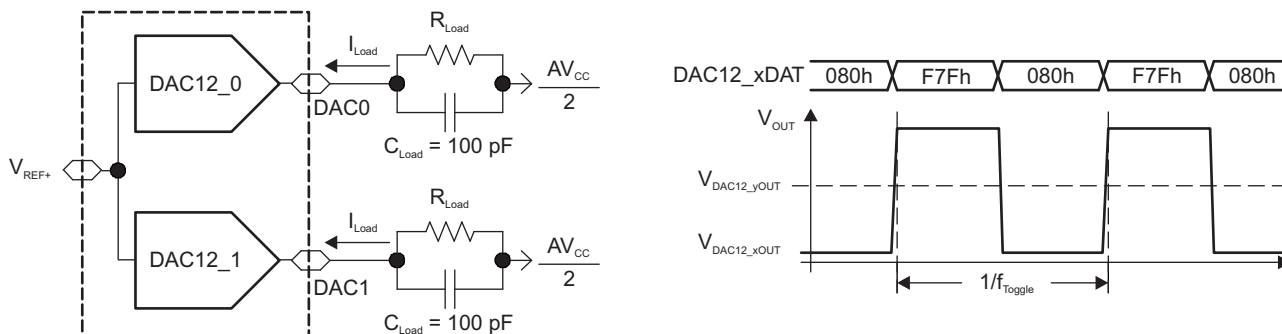 DAC12_0
I_Load
R_Load
DAC0
C_Load = 100 pF
AV_CC
2
V_REF+
DAC12_1
I_Load
R_Load
DAC1
C_Load = 100 pF
AV_CC
2
DAC12_xDAT
080h
F7Fh
080h
F7Fh
080h
V_OUT
V_DAC12_yOUT
V_DAC12_xOUT
1/f_Toggle